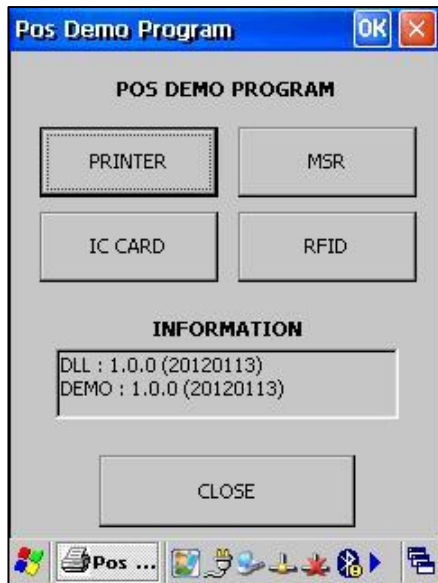 Pos Demo Program OK
POS DEMO PROGRAM
PRINTER MSR
IC CARD RFID
INFORMATION
DLL : 1.0.0 (20120113)
DEMO : 1.0.0 (20120113)
CLOSE
Pos ...